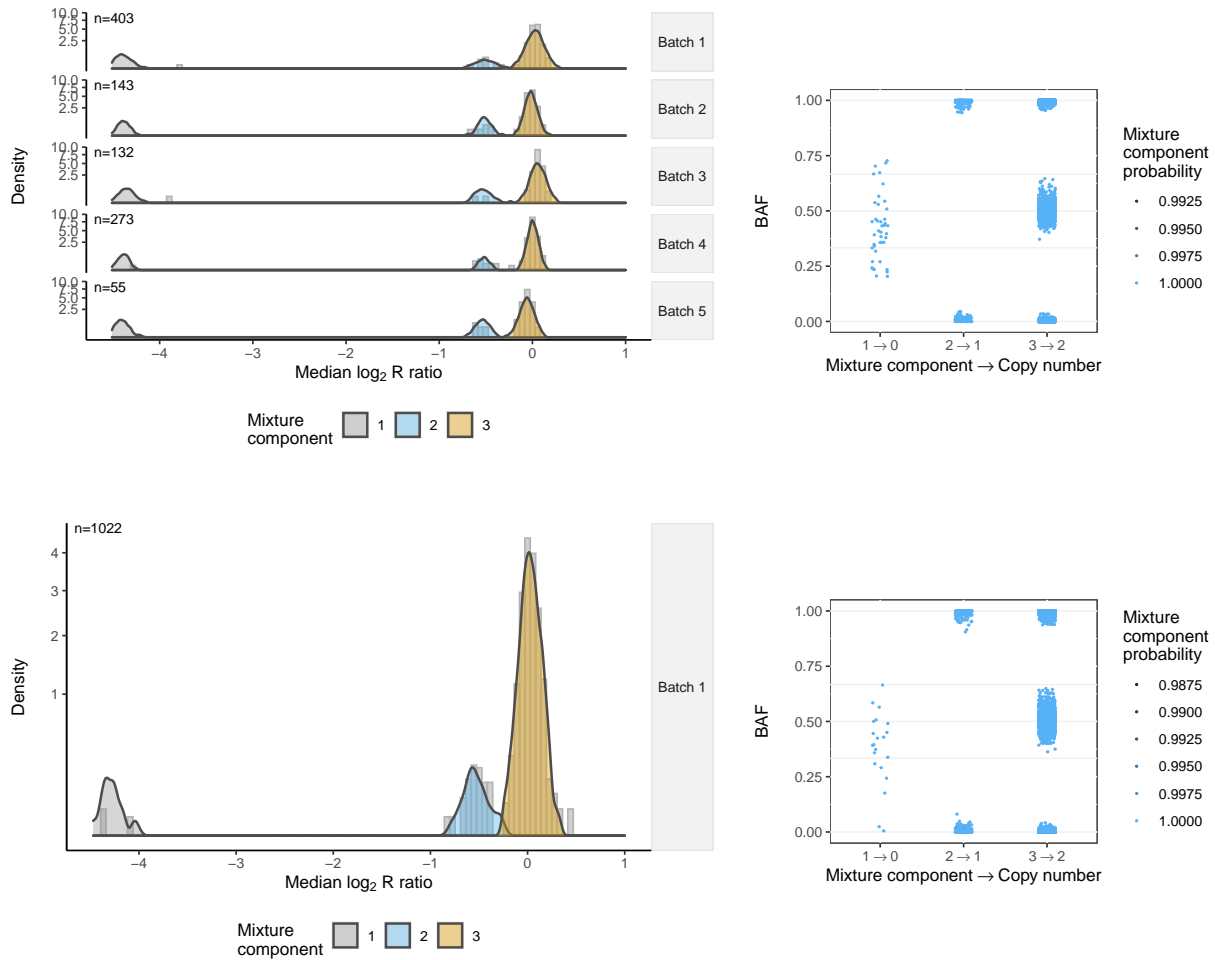 n=403
10.0
7.5
5.0
2.5
Batch 1
n=143
10.0
7.5
5.0
2.5
Batch 2
n=132
10.0
7.5
5.0
2.5
Batch 3
n=273
10.0
7.5
5.0
2.5
Batch 4
n=55
10.0
7.5
5.0
2.5
Batch 5
Density
−4 −3 −2 −1 0 1
Median log₂ R ratio
Mixture
component
1 2 3
BAF
1.00
0.75
0.50
0.25
0.00
1→0 2→1 3→2
Mixture component → Copy number
Mixture
component
probability
0.9925
0.9950
0.9975
1.0000
n=1022
4
3
2
1
Density
Batch 1
−4 −3 −2 −1 0 1
Median log₂ R ratio
Mixture
component
1 2 3
BAF
1.00
0.75
0.50
0.25
0.00
1→0 2→1 3→2
Mixture component → Copy number
Mixture
component
probability
0.9875
0.9900
0.9925
0.9950
0.9975
1.0000